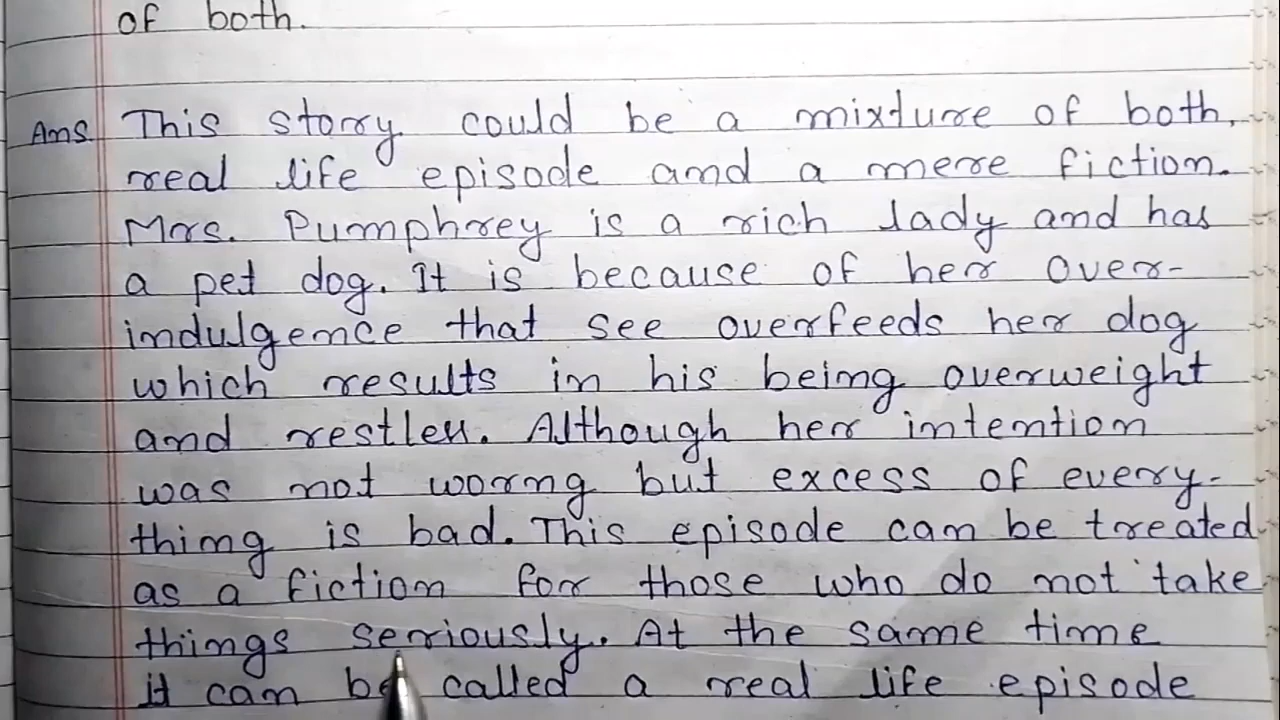 of both.
Ans. This story could be a mixture of both,
real life episode and a mere fiction.
Mrs. Pumphrey is a rich lady and has
a pet dog. It is because of her over-
indulgence that see overfeeds her dog
which results in his being overweight
and restless. Although her intention
was not worng but excess of every-
thing is bad. This episode can be treated
as a fiction for those who do not take
things seriously. At the same time
it can be called a real life episode